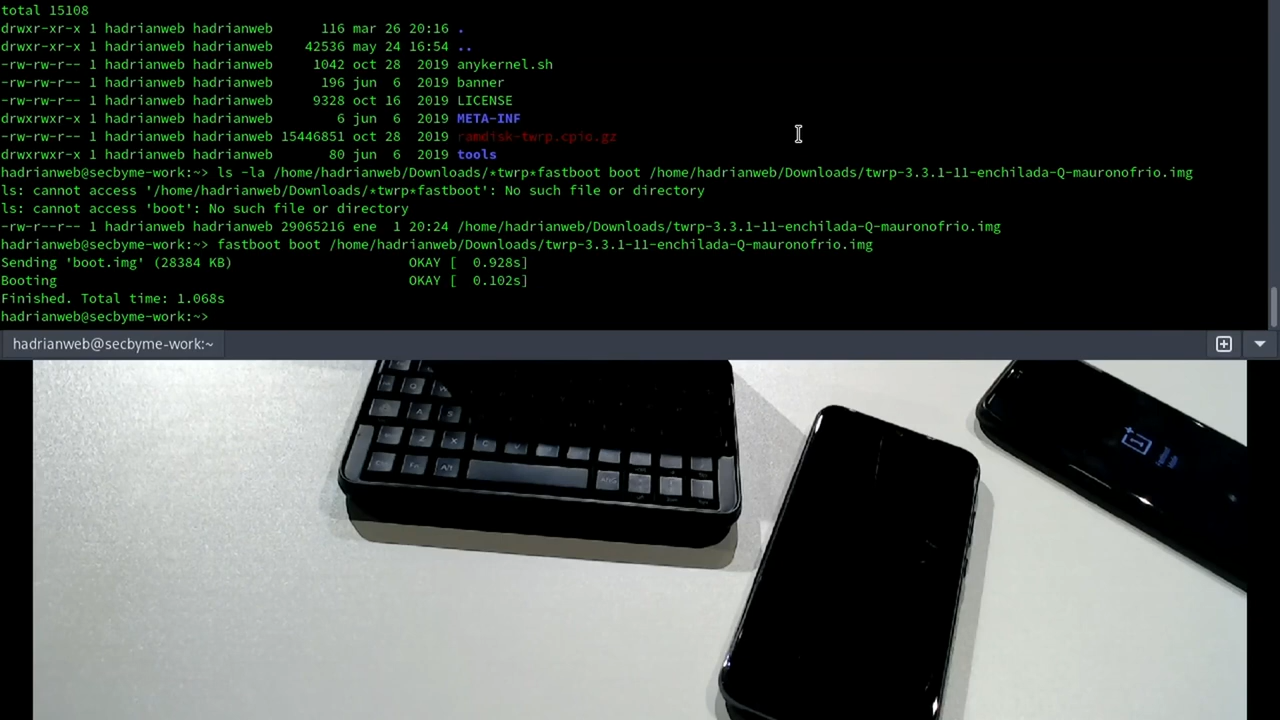 total 15108
drwxr-xr-x 1 hadrianweb hadrianweb 116 mar 26 20:16 .
drwxr-xr-x 1 hadrianweb hadrianweb 42536 may 24 16:54 ..
-rw-rw-r-- 1 hadrianweb hadrianweb 1042 oct 28 2019 anykernel.sh
-rw-rw-r-- 1 hadrianweb hadrianweb 196 jun 6 2019 banner
-rw-rw-r-- 1 hadrianweb hadrianweb 9328 oct 16 2019 LICENSE
drwxrwxr-x 1 hadrianweb hadrianweb 6 jun 6 2019 META-INF
-rw-rw-r-- 1 hadrianweb hadrianweb 15446851 oct 28 2019 ramdisk-twrp.cpio.gz
drwxrwxr-x 1 hadrianweb hadrianweb 80 jun 6 2019 tools
hadrianweb@secbyme-work:~> ls -la /home/hadrianweb/Downloads/*twrp*fastboot boot /home/hadrianweb/Downloads/twrp-3.3.1-11-enchilada-Q-mauronofrio.img
ls: cannot access '/home/hadrianweb/Downloads/*twrp*fastboot': No such file or directory
ls: cannot access 'boot': No such file or directory
-rw-r--r-- 1 hadrianweb hadrianweb 29065216 ene 1 20:24 /home/hadrianweb/Downloads/twrp-3.3.1-11-enchilada-Q-mauronofrio.img
hadrianweb@secbyme-work:~> fastboot boot /home/hadrianweb/Downloads/twrp-3.3.1-11-enchilada-Q-mauronofrio.img
Sending 'boot.img' (28384 KB) OKAY [ 0.928s]
Booting OKAY [ 0.102s]
Finished. Total time: 1.068s
hadrianweb@secbyme-work:~>
hadrianweb@secbyme-work:~
Q
A S
Z X C
Fn Alt